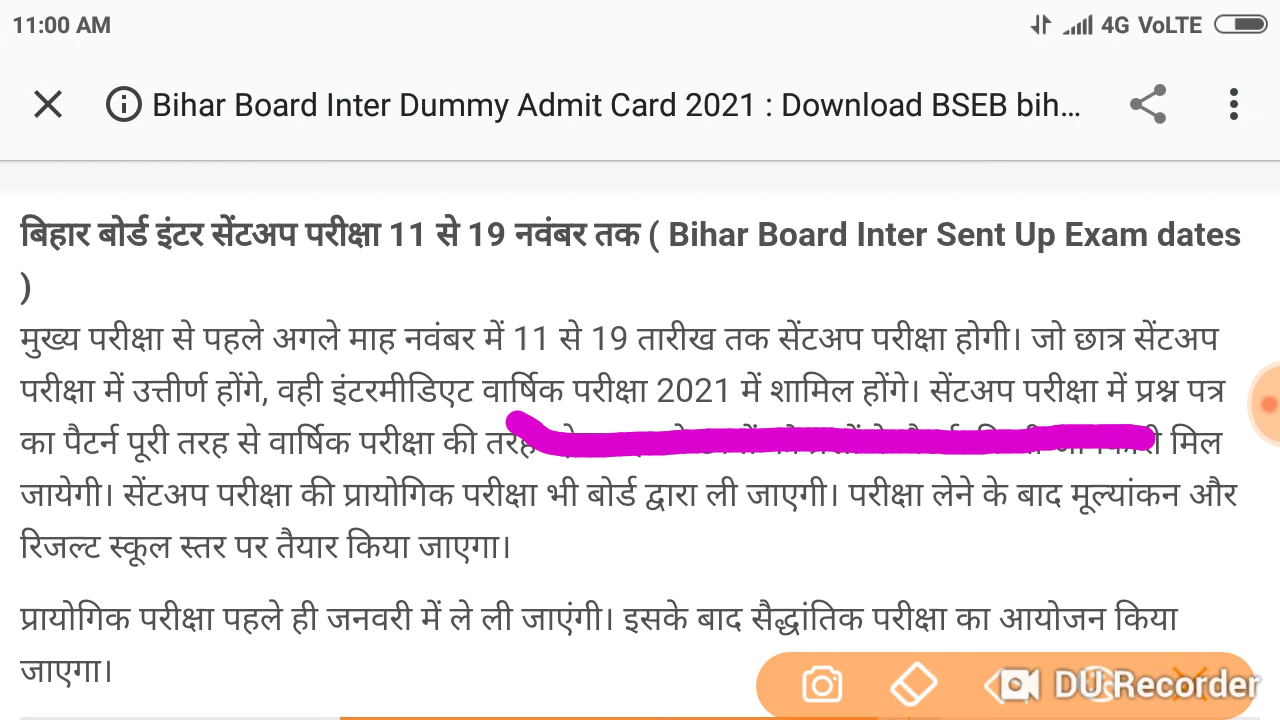 11:00 AM 4G VoLTE
Bihar Board Inter Dummy Admit Card 2021 : Download BSEB bih...
बिहार बोर्ड इंटर सेंटअप परीक्षा 11 से 19 नवंबर तक ( Bihar Board Inter Sent Up Exam dates
)
मुख्य परीक्षा से पहले अगले माह नवंबर में 11 से 19 तारीख तक सेंटअप परीक्षा होगी। जो छात्र सेंटअप
परीक्षा में उत्तीर्ण होंगे, वही इंटरमीडिएट वार्षिक परीक्षा 2021 में शामिल होंगे। सेंटअप परीक्षा में प्रश्न पत्र
का पैटर्न पूरी तरह से वार्षिक परीक्षा की तरह मिल
जायेगी। सेंटअप परीक्षा की प्रायोगिक परीक्षा भी बोर्ड द्वारा ली जाएगी। परीक्षा लेने के बाद मूल्यांकन और
रिजल्ट स्कूल स्तर पर तैयार किया जाएगा।
प्रायोगिक परीक्षा पहले ही जनवरी में ले ली जाएंगी। इसके बाद सैद्धांतिक परीक्षा का आयोजन किया
जाएगा।
DU Recorder